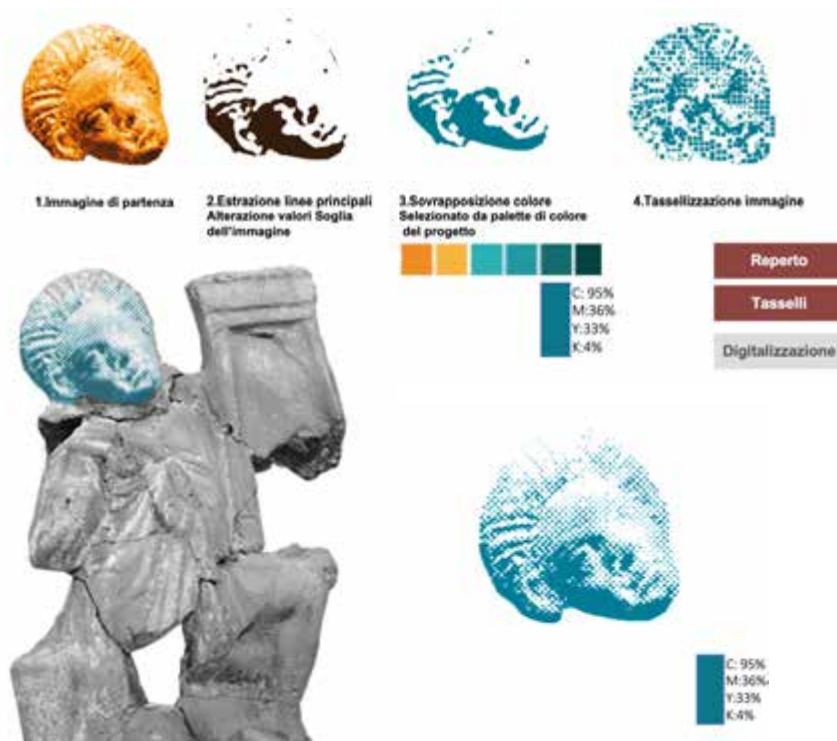 1.Immagine di partenza
2.Estrazione linee principali
Alterazione valori Soglia
dell'immagine
3.Sovrapposizione colore
Selezionato da palette di colore
del progetto
4.Tassellizzazione immagine
C: 95%
M:36%
Y:33%
K:4%
Reperto
Tasselli
Digitalizzazione
C: 95%
M:36%
Y:33%
K:4%